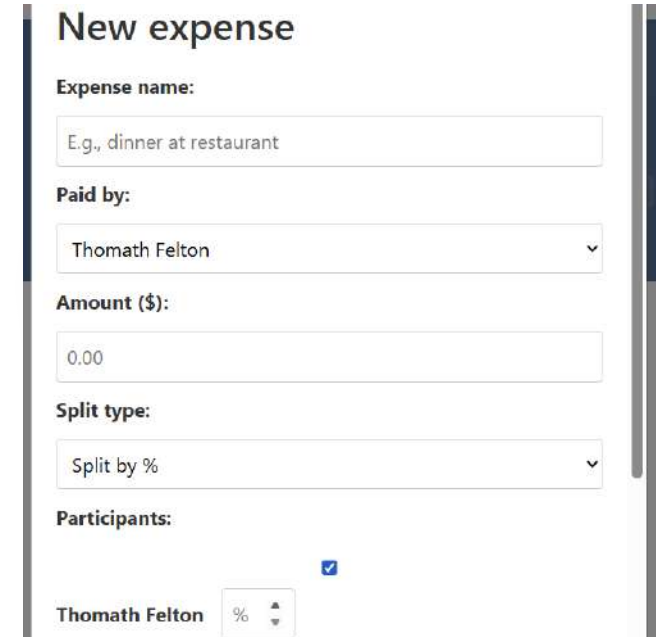 New expense
Expense name:
E.g., dinner at restaurant
Paid by:
Thomath Felton
Amount ($):
0.00
Split type:
Split by %
Participants:
Thomath Felton %